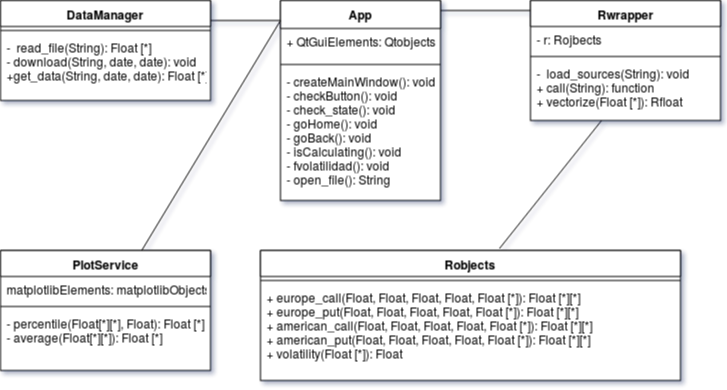 DataManager
- read_file(String): Float [*]
- download(String, date, date): void
+get_data(String, date, date): Float [*
App
+ QtGuiElements: Qtobjects
- createMainWindow(): void
- checkButton(): void
- check_state(): void
- goHome(): void
- goBack(): void
- isCalculating(): void
- fvolatilidad(): void
- open_file(): String
Rwrapper
- r: Rojbects
- load_sources(String): void
+ call(String): function
+ vectorize(Float [*]): Rfloat
PlotService
matplotlibElements: matplotlibObjects
- percentile(Float[*][*], Float): Float [*]
- average(Float[*][*]): Float [*]
Robjects
+ europe_call(Float, Float, Float, Float, Float [*]): Float [*][*]
+ europe_put(Float, Float, Float, Float, Float [*]): Float [*][*]
+ american_call(Float, Float, Float, Float, Float [*]): Float [*][*]
+ american_put(Float, Float, Float, Float, Float [*]): Float [*][*]
+ volatility(Float [*]): Float